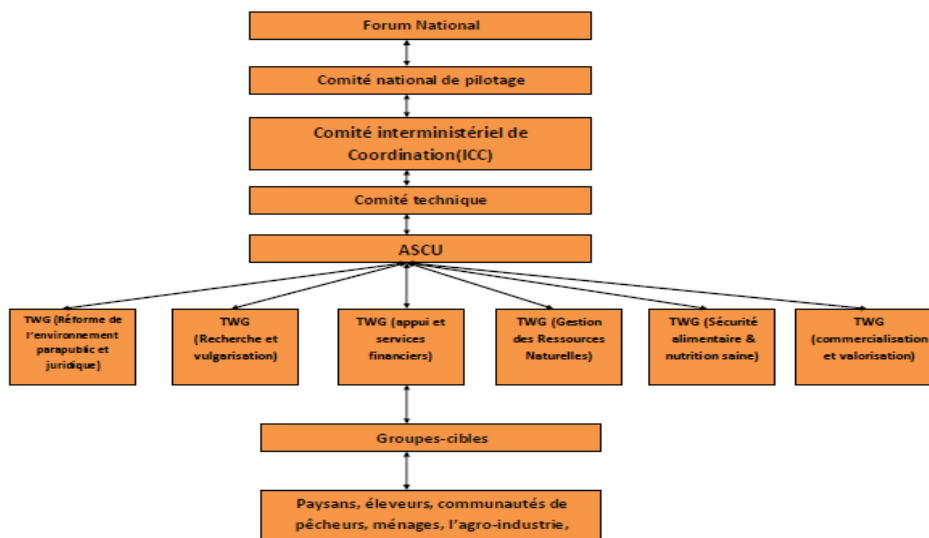 Forum National
Comité national de pilotage
Comité interministériel de
Coordination(ICC)
Comité technique
ASCU
TWG (Réforme de
l'environnement
parapublic et
juridique)
TWG
(Recherche et
vulgarisation)
TWG (appui et
services
financiers)
TWG (Gestion
des Ressources
Naturelles)
TWG (Sécurité
alimentaire &
nutrition saine)
TWG
(commercialisation
et valorisation)
Groupes-cibles
Paysans, éleveurs, communautés de
pêcheurs, ménages, l'agro-industrie,